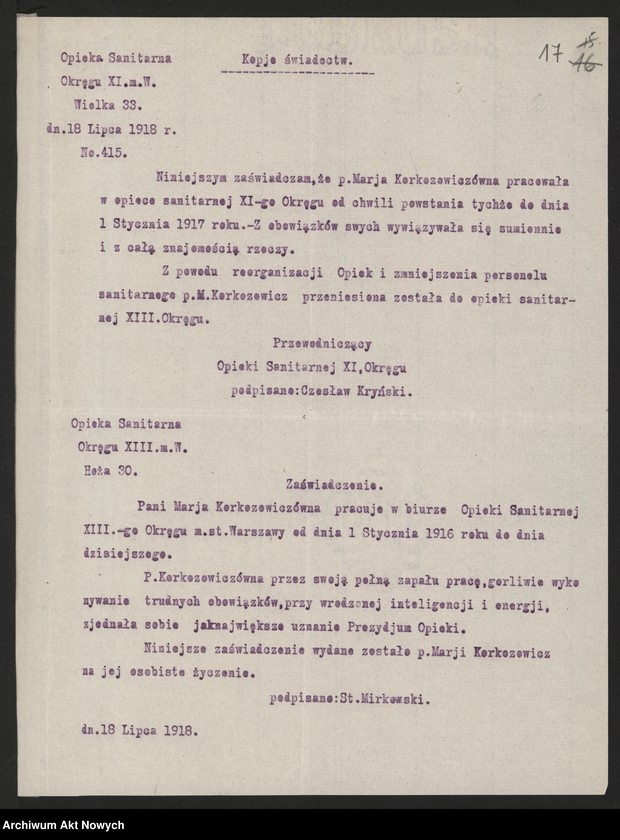 Opieka Sanitarna
Kopje świadectw.
17
15
16
Okręgu XI.m.W.
Wielka 33.
dn.18 Lipca 1918 r.
No.415.
Niniejszym zaświadczam,że p.Marja Korkozowiczówna pracowała
w opiece sanitarnej XI-go Okręgu od chwili powstania tychże do dnia
1 Stycznia 1917 roku.-Z obowiązków swych wywiązywała się sumiennie
i z całą znajomością rzeczy.
Z powodu reorganizacji Opiek i zmniejszenia personelu
sanitarnego p.M.Korkozowicz przeniesiona została do opieki sanitar-
nej XIII.Okręgu.
Przewodniczący
Opieki Sanitarnej XI,Okręgu
podpisano:Czesław Kryński.
Opieka Sanitarna
Okręgu XIII.m.W.
Hoża 30.
Zaświadczenie.
Pani Marja Korkozowiczówna pracuje w biurze Opieki Sanitarnej
XIII.-go Okręgu m.st.Warszawy od dnia 1 Stycznia 1916 roku do dnia
dzisiejszego.
P.Korkozowiczówna przez swoją pełną zapału pracę,gorliwie wyko
nywanie trudnych obowiązków,przy wrodzonej inteligencji i energji,
zjednała sobie jaknajwiększe uznanie Prezydjum Opieki.
Niniejsze zaświadczenie wydane zostało p.Marji Korkozowicz
na jej osobiste życzenie.
podpisano:St.Mirkowski.
dn.18 Lipca 1918.
Archiwum Akt Nowych